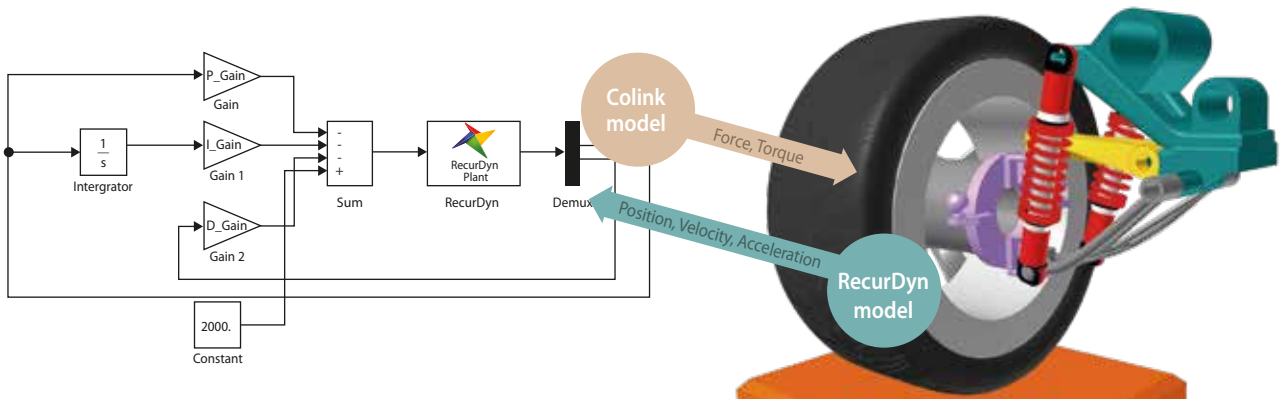 P_Gain
Gain
1
s
Intergrator
I_Gain
Gain 1
D_Gain
Gain 2
2000.
Constant
-
-
-
+
Sum
RecurDyn
Plant
RecurDyn
Demux
Colink
model
Force, Torque
Position, Velocity, Acceleration
RecurDyn
model